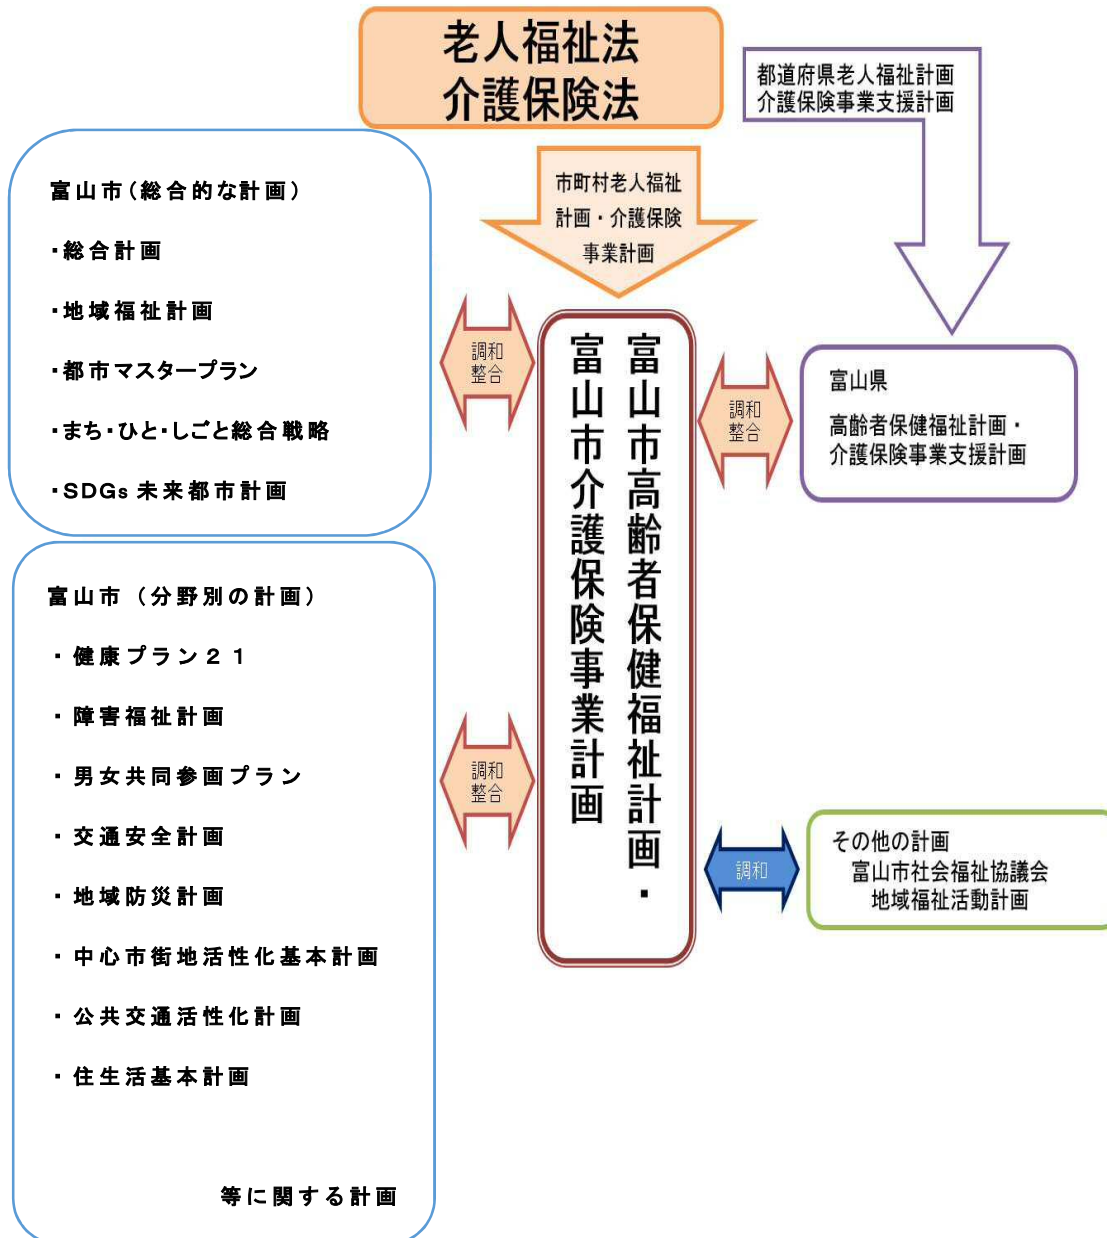 老人福祉法
介護保険法
都道府県老人福祉計画
介護保険事業支援計画
市町村老人福祉
計画・介護保険
事業計画
富山市（総合的な計画）
・総合計画
・地域福祉計画
・都市マスタープラン
・まち・ひと・しごと総合戦略
・SDGs 未来都市計画
調和
整合
富山市高齢者保健福祉計画・
富山市介護保険事業計画
調和
整合
富山県
高齢者保健福祉計画・
介護保険事業支援計画
富山市（分野別の計画）
・健康プラン２１
・障害福祉計画
・男女共同参画プラン
・交通安全計画
・地域防災計画
・中心市街地活性化基本計画
・公共交通活性化計画
・住生活基本計画
等に関する計画
調和
整合
調和
その他の計画
富山市社会福祉協議会
地域福祉活動計画